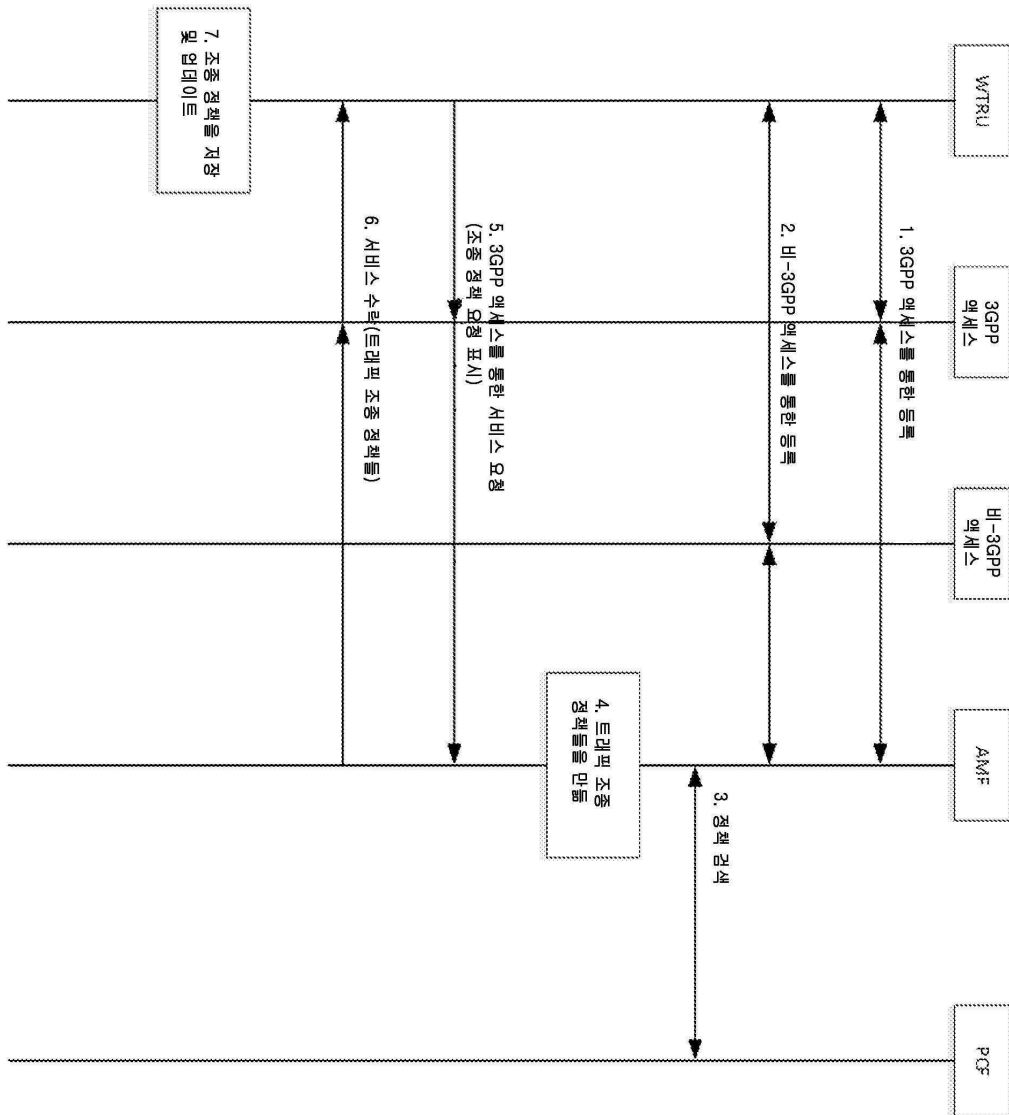 WTRU
3GPP
액세스
비-3GPP
액세스
AMF
PCF
1. 3GPP 액세스를 통한 등록
2. 비-3GPP 액세스를 통한 등록
3. 정책 검색
4. 트래픽 조종
정책들을 만듦
5. 3GPP 액세스를 통한 서비스 요청
(조종 정책 요청 표시)
6. 서비스 수락(트래픽 조종 정책들)
7. 조종 정책을 저장
및 업데이트